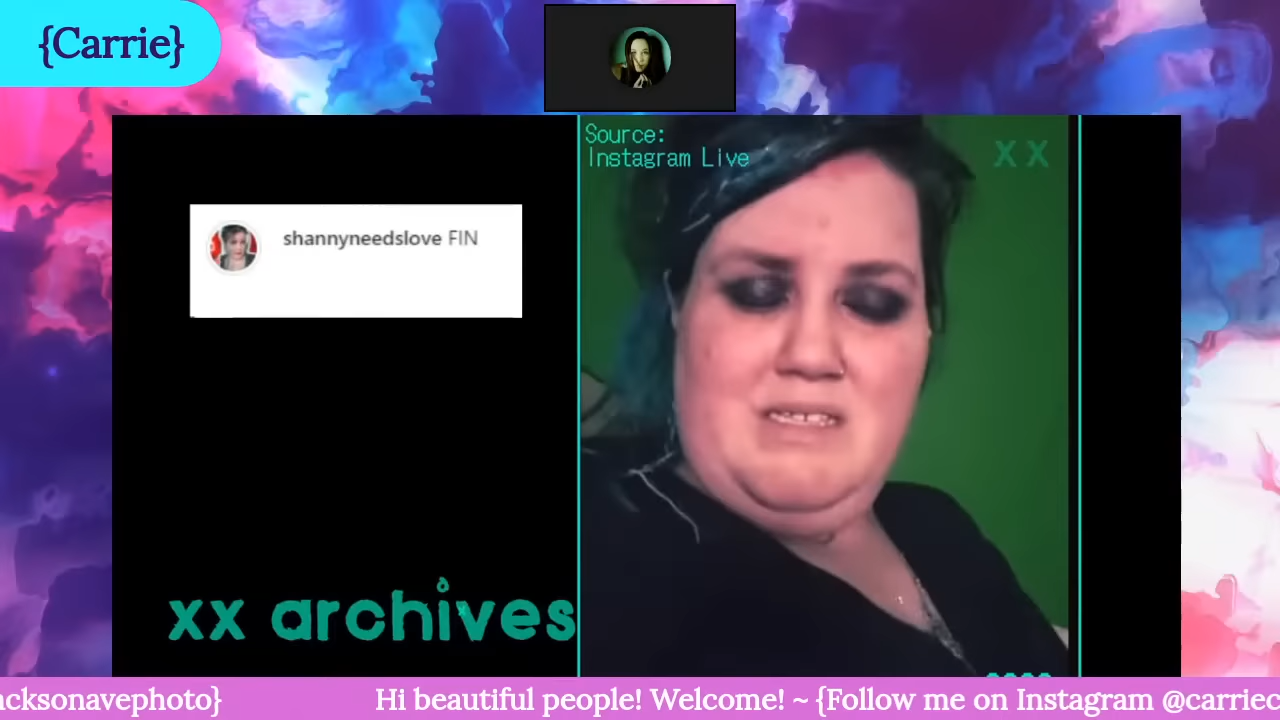 {Carrie}
Source:
Instagram Live
XX
shannyneedslove FIN
xx archives
acksonavephoto}
Hi beautiful people! Welcome! ~ {Follow me on Instagram @carriec